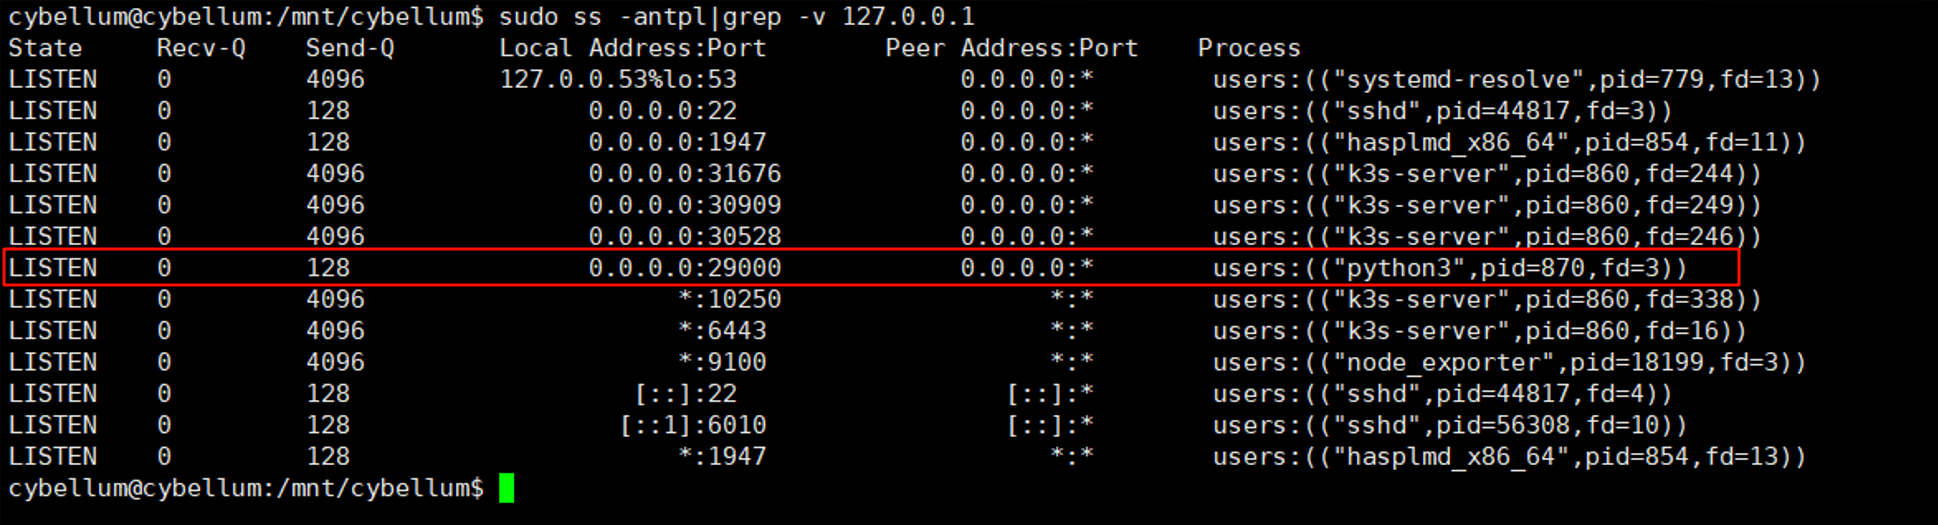 cybellum@cybellum:/mnt/cybellum$ sudo ss -antpl|grep -v 127.0.0.1
State Recv-Q Send-Q Local Address:Port Peer Address:Port Process
LISTEN 0 4096 127.0.0.53%lo:53 0.0.0.0:* users:(("systemd-resolve",pid=779,fd=13))
LISTEN 0 128 0.0.0.0:22 0.0.0.0:* users:(("sshd",pid=44817,fd=3))
LISTEN 0 128 0.0.0.0:1947 0.0.0.0:* users:(("hasplmd_x86_64",pid=854,fd=11))
LISTEN 0 4096 0.0.0.0:31676 0.0.0.0:* users:(("k3s-server",pid=860,fd=244))
LISTEN 0 4096 0.0.0.0:30909 0.0.0.0:* users:(("k3s-server",pid=860,fd=249))
LISTEN 0 4096 0.0.0.0:30528 0.0.0.0:* users:(("k3s-server",pid=860,fd=246))
LISTEN 0 128 0.0.0.0:29000 0.0.0.0:* users:(("python3",pid=870,fd=3))
LISTEN 0 4096 *:10250 *:* users:(("k3s-server",pid=860,fd=338))
LISTEN 0 4096 *:6443 *:* users:(("k3s-server",pid=860,fd=16))
LISTEN 0 4096 *:9100 *:* users:(("node_exporter",pid=18199,fd=3))
LISTEN 0 128 [::]:22 [::]:* users:(("sshd",pid=44817,fd=4))
LISTEN 0 128 [::1]:6010 [::]:* users:(("sshd",pid=56308,fd=10))
LISTEN 0 128 *:1947 *:* users:(("hasplmd_x86_64",pid=854,fd=13))
cybellum@cybellum:/mnt/cybellum$